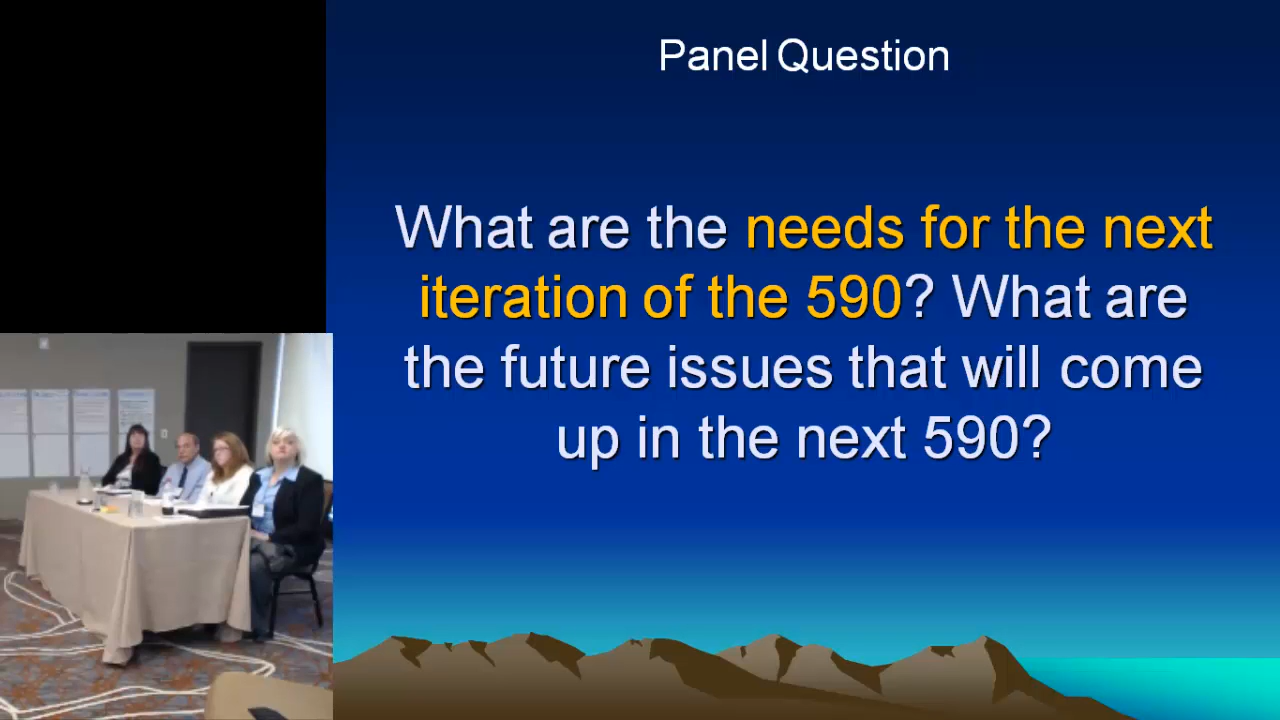 Panel Question
What are the needs for the next
iteration of the 590? What are
the future issues that will come
up in the next 590?